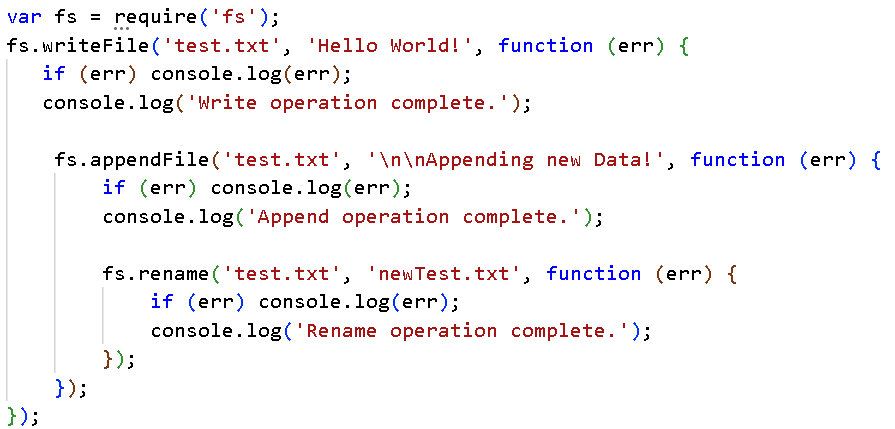 var fs = require('fs');
fs.writeFile('test.txt', 'Hello World!', function (err) {
   if (err) console.log(err);
   console.log('Write operation complete.');

    fs.appendFile('test.txt', '\n\nAppending new Data!', function (err) {
        if (err) console.log(err);
        console.log('Append operation complete.');

        fs.rename('test.txt', 'newTest.txt', function (err) {
            if (err) console.log(err);
            console.log('Rename operation complete.');
        });
    });
});